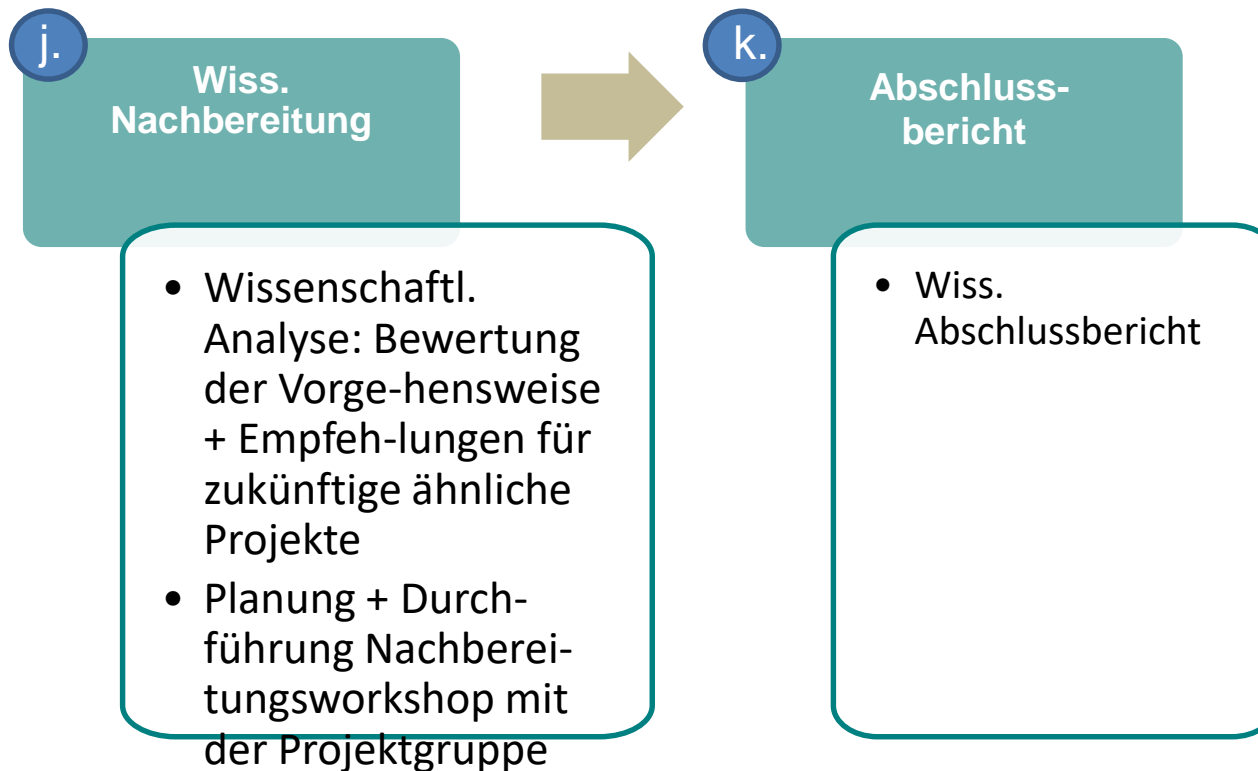 j.
Wiss.
Nachbereitung
• Wissenschaftl.
Analyse: Bewertung
der Vorge-hensweise
+ Empfeh-lungen für
zukünftige ähnliche
Projekte
• Planung + Durch-
führung Nachberei-
tungsworkshop mit
der Projektgruppe
k.
Abschluss-
bericht
• Wiss.
Abschlussbericht